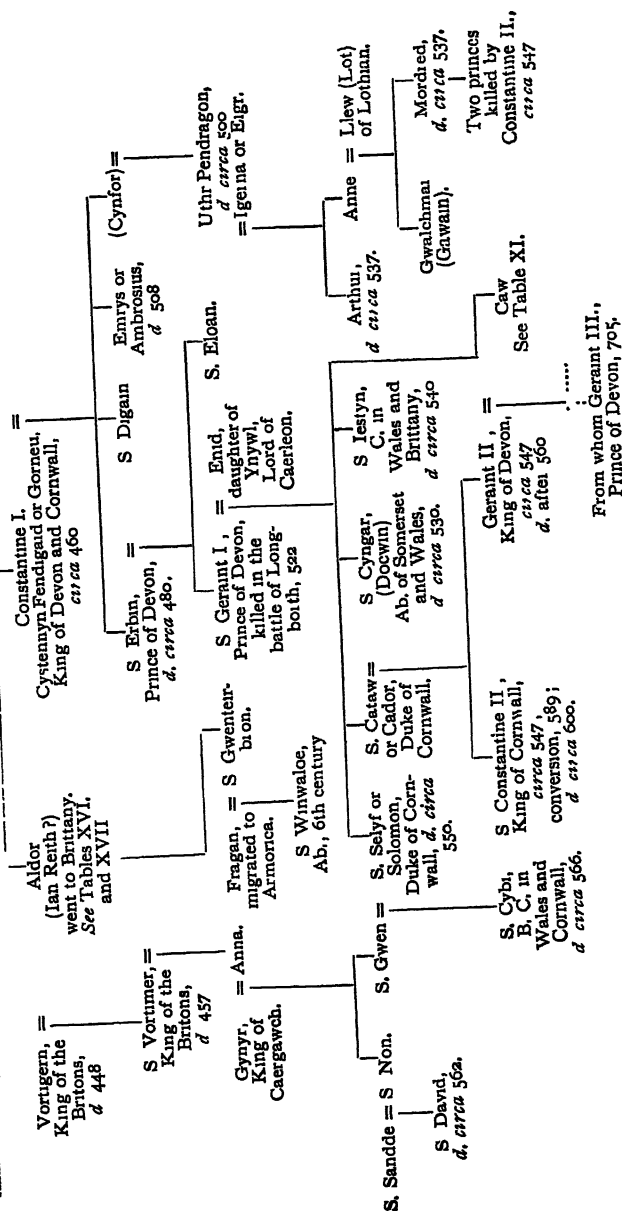 Vortigern, =
King of the
Britons,
d 448
S Vortimer, =
King of the
Britons,
d 457
Gynyr, = Anna.
King of
Caergawch.
S. Sandde = S Non.
S. Gwen =
S David,
d. circa 562.
S. Cybi,
B. C. in
Wales and
Cornwall,
d circa 566.
Aldor
(Ian Reith?)
went to Brittany.
See Tables XVI.
and XVII
Fragan, = S Gwenteir-
migrated to bion.
Armorica.
S Winwaloe,
Ab., 6th century
Constantine I. =
Cystennyn Fendigaid or Gorneu,
King of Devon and Cornwall,
circa 460
S Erbin, =
Prince of Devon,
d. circa 480.
S Digain
Emrys or
Ambrosius,
d 508
(Cynfor) =
S Geraint I, = Enid,
Prince of Devon, daughter of
killed in the Ynywl,
battle of Long- Lord of
borth, 522 Caerleon.
S. Eloan.
Uthr Pendragon,
d circa 500
= Igerna or Eigr.
Arthur,
d circa 537.
Anne = Llew (Lot)
of Lothian.
Gwalchmai
(Gawain).
Mordred,
d. circa 537.
Two princes
killed by
Constantine II.,
circa 547
S. Selyf or
Solomon,
Duke of Corn-
wall, d. circa
550.
S. Cataw =
or Cador,
Duke of
Cornwall.
S Cyngar,
(Docwin)
Ab. of Somerset
and Wales,
d circa 530.
S Iestyn,
C. in
Wales and
Brittany,
d circa 540
Caw
See Table XI.
S Constantine II,
King of Cornwall,
circa 547,
conversion, 589;
d circa 600.
Geraint II, =
King of Devon,
circa 547
d. after 560
From whom Geraint III.,
Prince of Devon, 705.